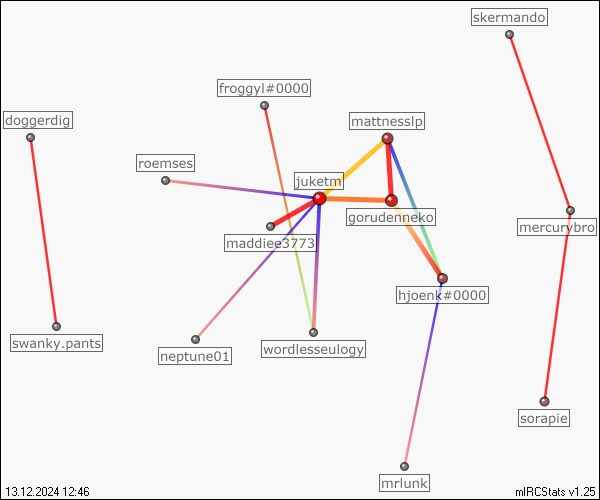 skermando
froggyl#0000
doggerdig
mattnesslp
roemses
juketm
gorudenneko
mercurybro
maddiee3773
hjoenk#0000
swanky.pants
wordlesseulogy
neptune01
sorapie
mrlunk
13.12.2024 12:46
mIRCStats v1.25